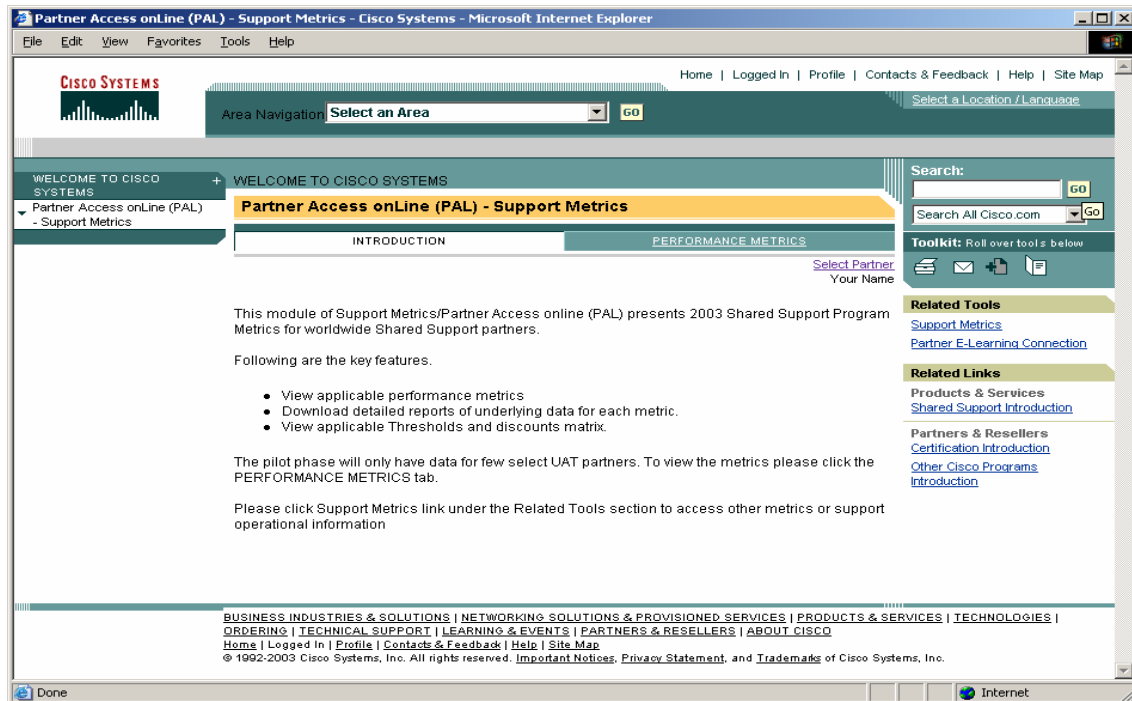 Partner Access onLine (PAL) - Support Metrics - Cisco Systems - Microsoft Internet Explorer
File Edit View Favorites Tools Help
CISCO SYSTEMS
Home | Logged In | Profile | Contacts & Feedback | Help | Site Map
Area Navigation Select an Area GO
Select a Location / Language
WELCOME TO CISCO SYSTEMS +
Partner Access onLine (PAL)
- Support Metrics
WELCOME TO CISCO SYSTEMS
Partner Access onLine (PAL) - Support Metrics
INTRODUCTION PERFORMANCE METRICS
Select Partner
Your Name
This module of Support Metrics/Partner Access online (PAL) presents 2003 Shared Support Program
Metrics for worldwide Shared Support partners.
Following are the key features.
● View applicable performance metrics
● Download detailed reports of underlying data for each metric.
● View applicable Thresholds and discounts matrix.
The pilot phase will only have data for few select UAT partners. To view the metrics please click the
PERFORMANCE METRICS tab.
Please click Support Metrics link under the Related Tools section to access other metrics or support
operational information
Search:
GO
Search All Cisco.com Go
Toolkit: Roll over tools below
Related Tools
Support Metrics
Partner E-Learning Connection
Related Links
Products & Services
Shared Support Introduction
Partners & Resellers
Certification Introduction
Other Cisco Programs
Introduction
BUSINESS INDUSTRIES & SOLUTIONS | NETWORKING SOLUTIONS & PROVISIONED SERVICES | PRODUCTS & SERVICES | TECHNOLOGIES |
ORDERING | TECHNICAL SUPPORT | LEARNING & EVENTS | PARTNERS & RESELLERS | ABOUT CISCO
Home | Logged In | Profile | Contacts & Feedback | Help | Site Map
© 1992-2003 Cisco Systems, Inc. All rights reserved. Important Notices, Privacy Statement, and Trademarks of Cisco Systems, Inc.
Done Internet